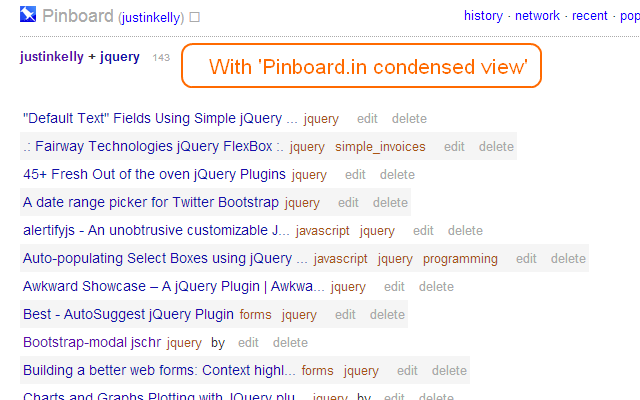 Pinboard (justinkelly) history · network · recent · pop
justinkelly + jquery 143
With 'Pinboard.in condensed view'
"Default Text" Fields Using Simple jQuery ... jquery edit delete
.: Fairway Technologies jQuery FlexBox :. jquery simple_invoices edit delete
45+ Fresh Out of the oven jQuery Plugins jquery edit delete
A date range picker for Twitter Bootstrap jquery edit delete
alertifyjs - An unobtrusive customizable J... javascript jquery edit delete
Auto-populating Select Boxes using jQuery ... javascript jquery programming edit delete
Awkward Showcase – A jQuery Plugin | Awkwa... jquery edit delete
Best - AutoSuggest jQuery Plugin forms jquery edit delete
Bootstrap-modal jschr jquery by edit delete
Building a better web forms: Context highl... forms jquery edit delete
Charts and Graphs Plotting with JQuery plu... jquery by edit delete